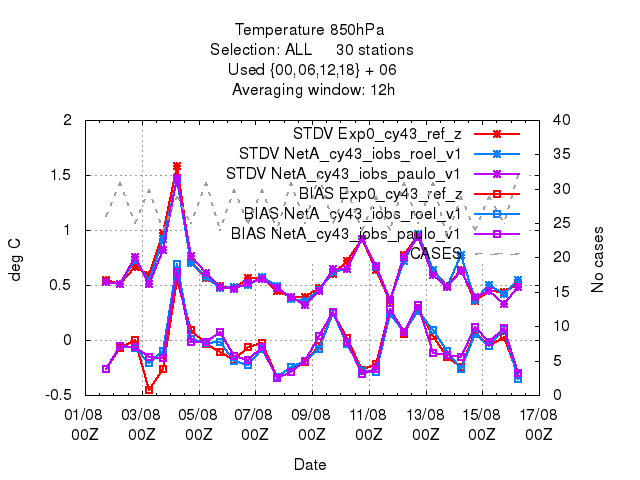 Temperature 850hPa
Selection: ALL 30 stations
Used {00,06,12,18} + 06
Averaging window: 12h
2
1.5
1
0.5
0
-0.5
40
35
30
25
20
15
10
5
0
deg C
No cases
STDV Exp0_cy43_ref_z
STDV NetA_cy43_iobs_roel_v1
STDV NetA_cy43_iobs_paulo_v1
BIAS Exp0_cy43_ref_z
BIAS NetA_cy43_iobs_roel_v1
BIAS NetA_cy43_iobs_paulo_v1
CASES
01/08 03/08 05/08 07/08 09/08 11/08 13/08 15/08 17/08
00Z 00Z 00Z 00Z 00Z 00Z 00Z 00Z 00Z
Date